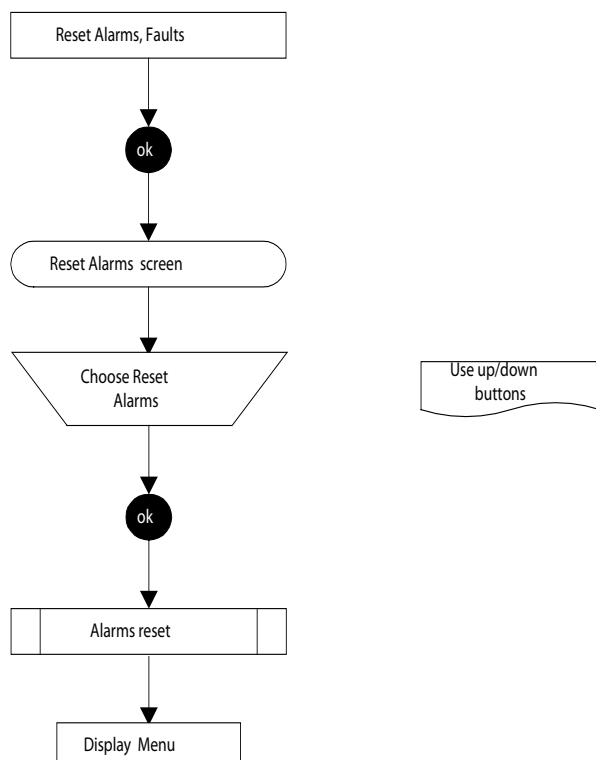 Reset Alarms, Faults
ok
Reset Alarms screen
Choose Reset
Alarms
Use up/down
buttons
ok
Alarms reset
Display Menu